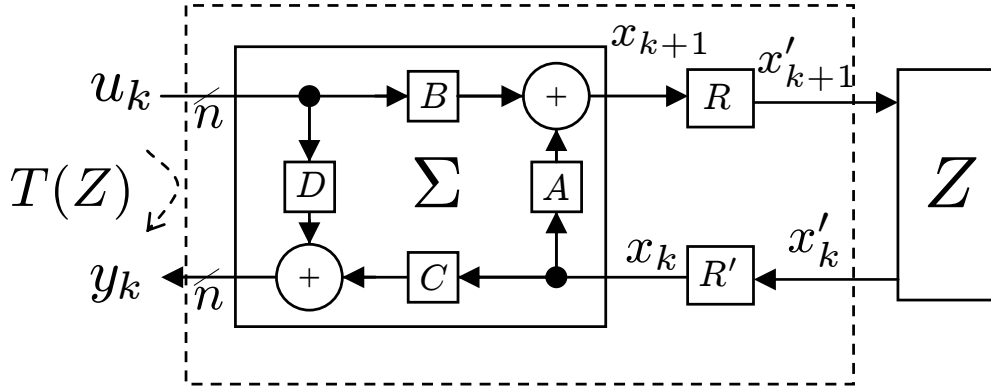 x_{k+1}
x'_{k+1}
u_k
n
B
+
R
T(Z)
D
Σ
A
Z
x_k
x'_k
y_k
n
+
C
R'